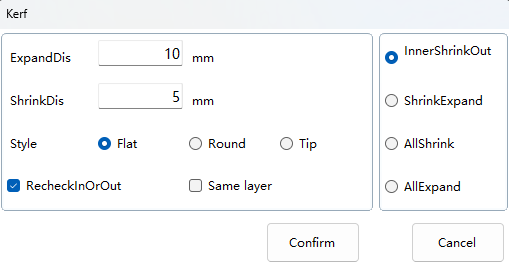 Kerf
ExpandDis 10 mm
ShrinkDis 5 mm
Style Flat Round Tip
RecheckInOrOut Same layer
InnerShrinkOut
ShrinkExpand
AllShrink
AllExpand
Confirm Cancel